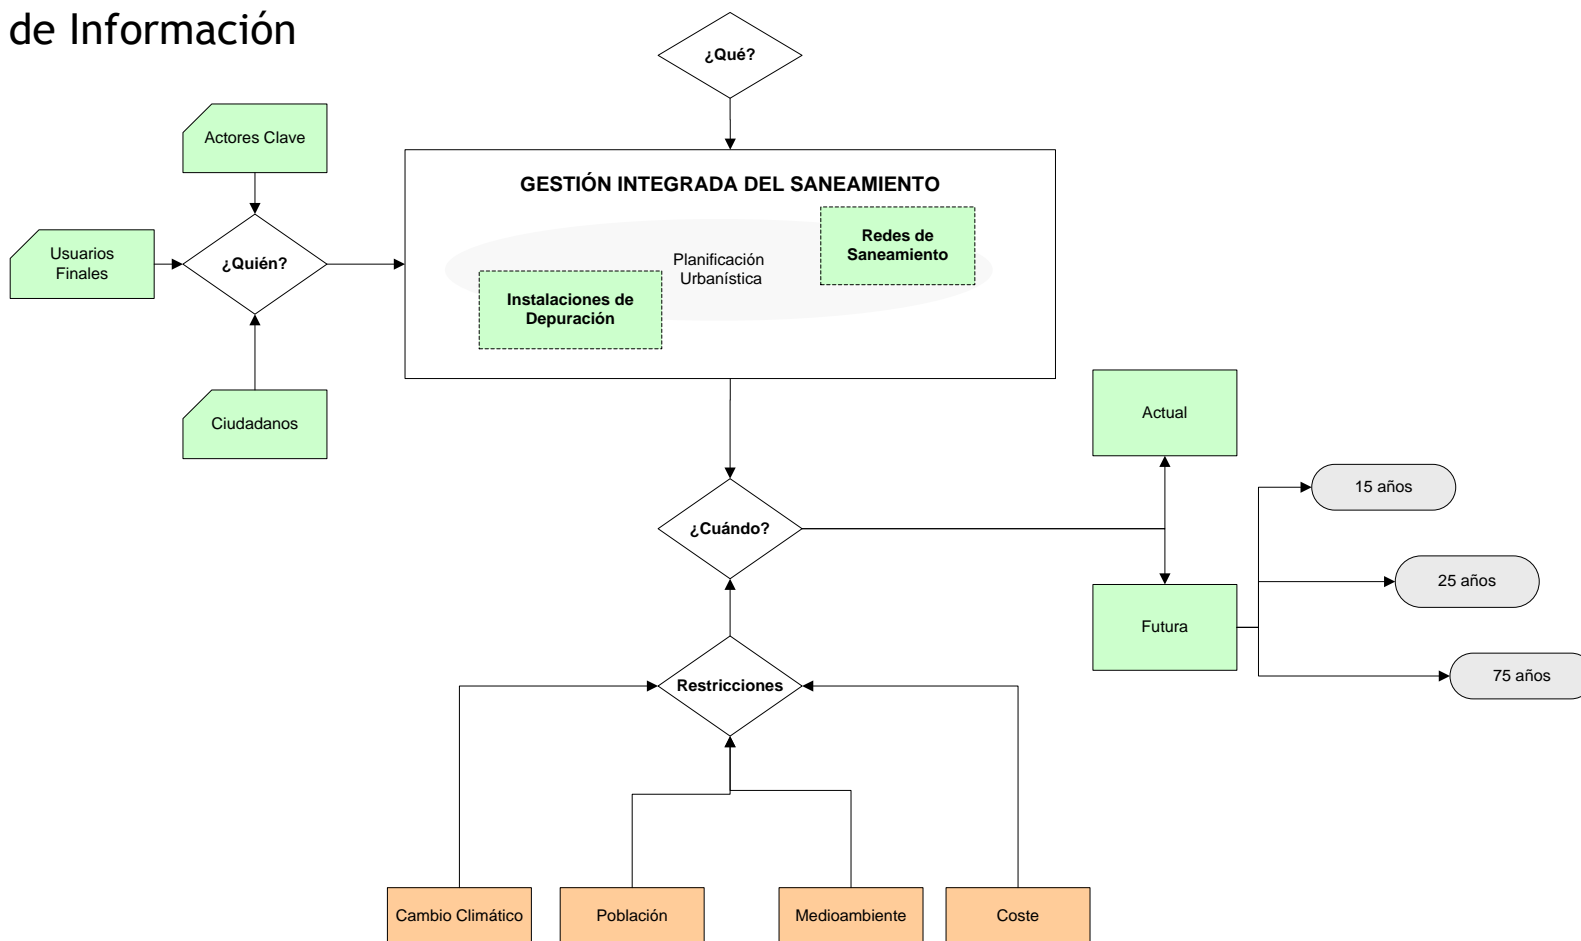 de Información
¿Qué?
Actores Clave
GESTIÓN INTEGRADA DEL SANEAMIENTO
Redes de
Saneamiento
Usuarios
Finales
¿Quién?
Planificación
Urbanística
Instalaciones de
Depuración
Ciudadanos
Actual
15 años
¿Cuándo?
25 años
Futura
75 años
Restricciones
Cambio Climático
Población
Medioambiente
Coste